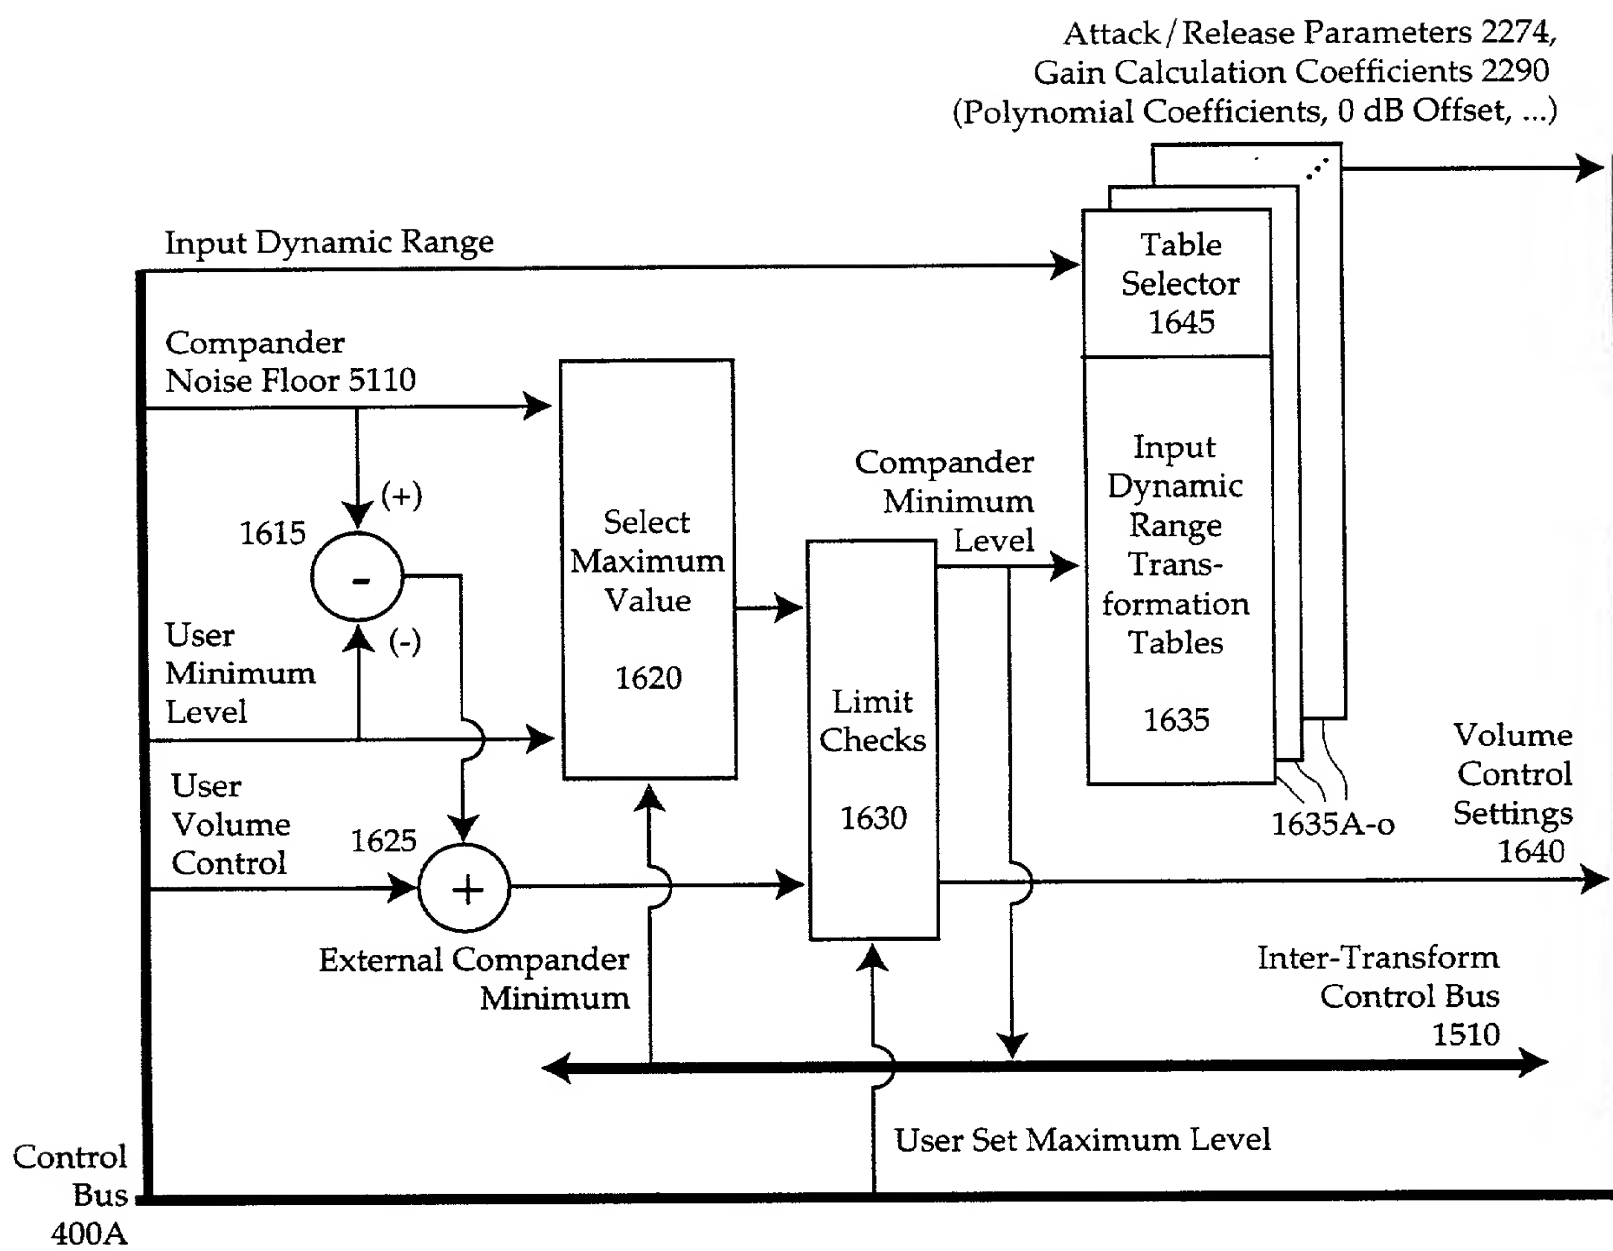 Attack/Release Parameters 2274,
Gain Calculation Coefficients 2290
(Polynomial Coefficients, 0 dB Offset, ...)
Input Dynamic Range
Table
Selector
1645
Compander
Noise Floor 5110
(+)
1615
-
(-)
User
Minimum
Level
User
Volume
Control
1625
+
Select
Maximum
Value
1620
Compander
Minimum
Level
Limit
Checks
1630
Input
Dynamic
Range
Trans-
formation
Tables
1635
1635A-o
Volume
Control
Settings
1640
External Compander
Minimum
Inter-Transform
Control Bus
1510
User Set Maximum Level
Control
Bus
400A